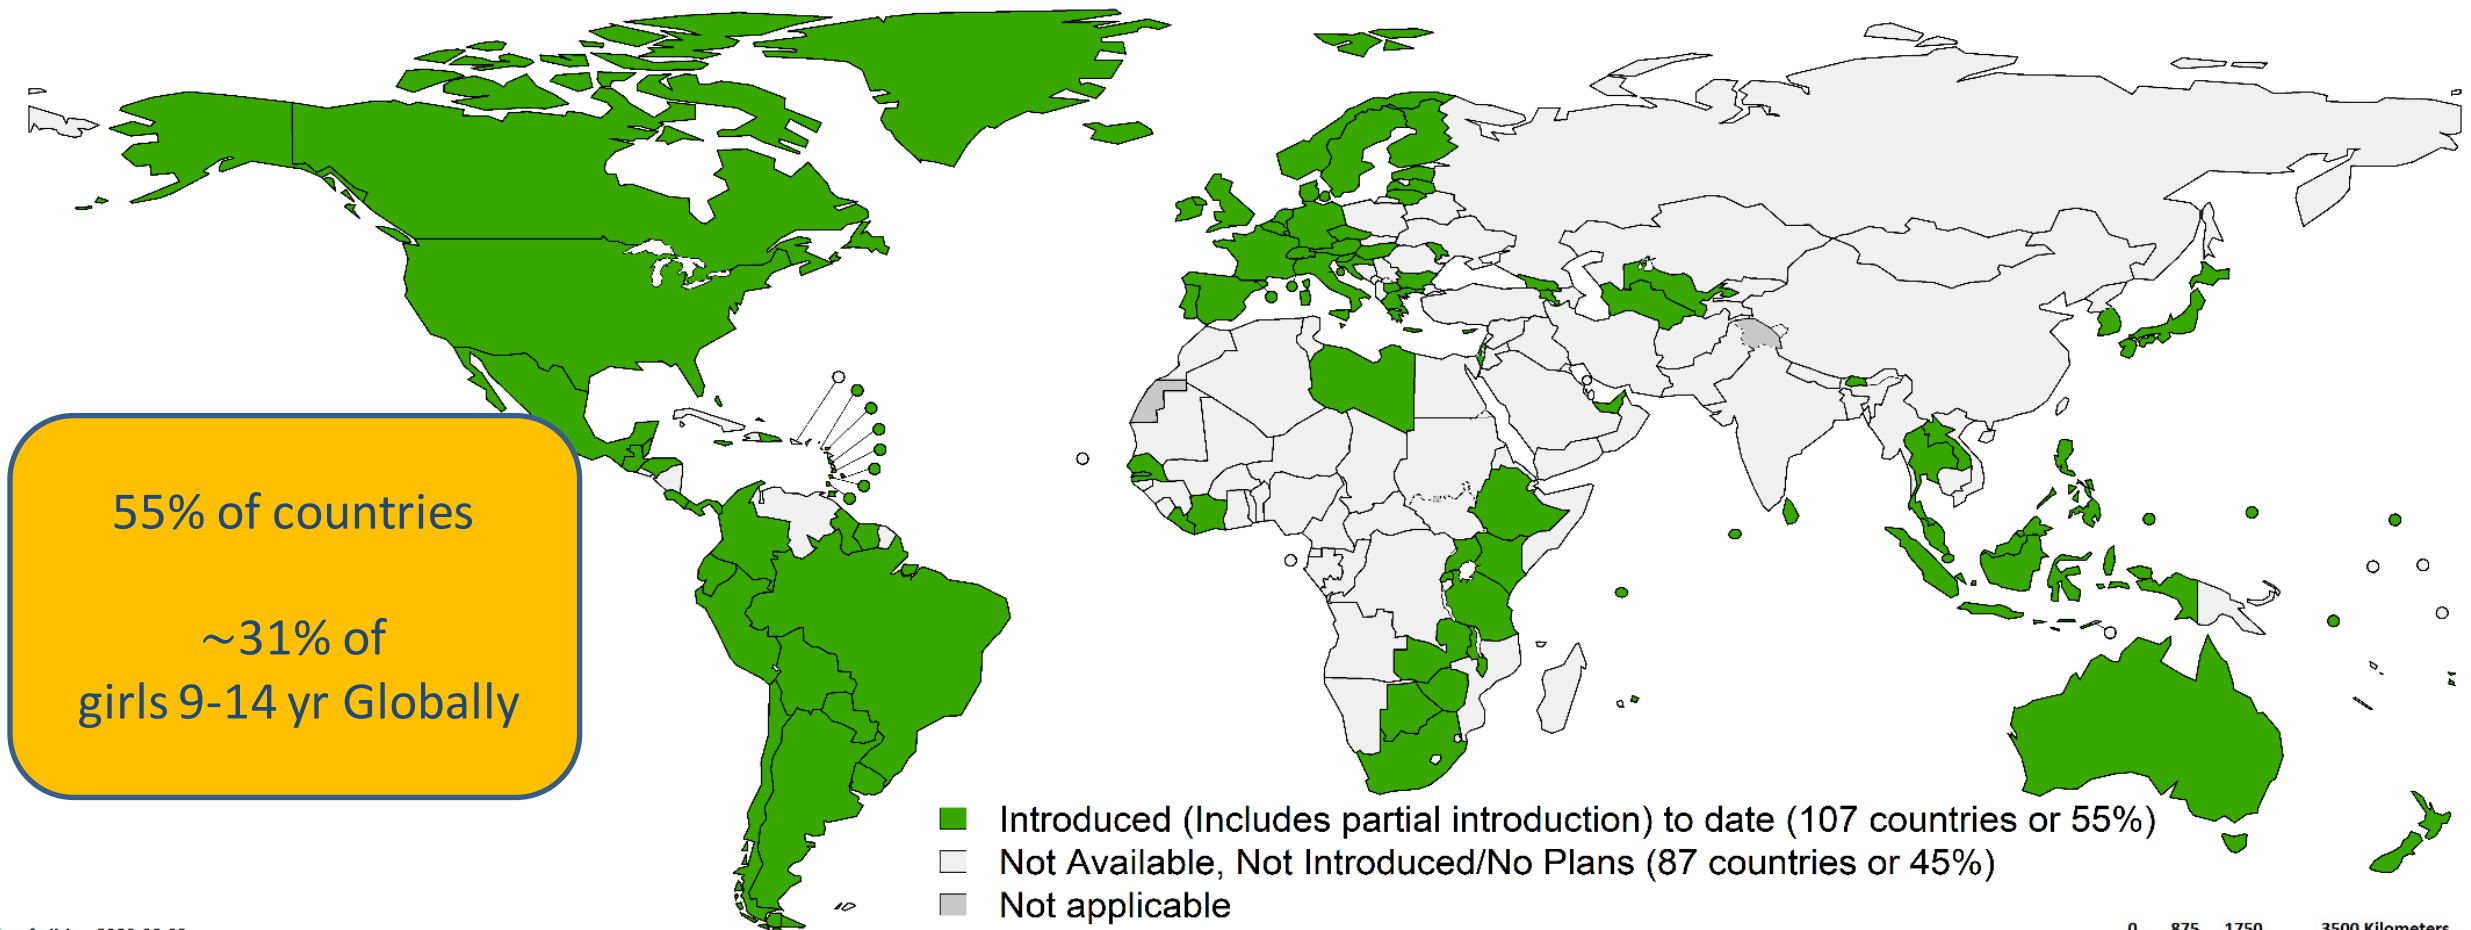 55% of countries
~31% of
girls 9-14 yr Globally
Introduced (Includes partial introduction) to date (107 countries or 55%)
Not Available, Not Introduced/No Plans (87 countries or 45%)
Not applicable
0 875 1750 3500 Kilometers